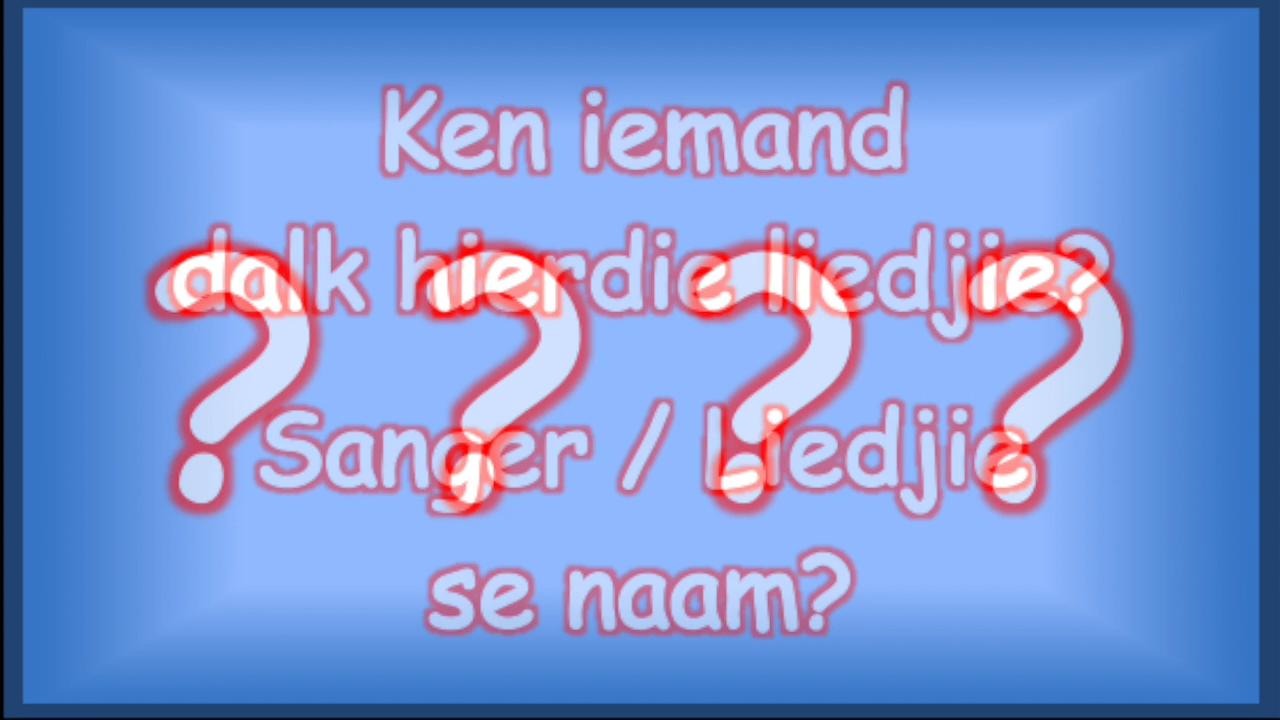 Ken iemand
dalk hierdie liedjie?
? ? ? ?
Sanger / Liedjie
se naam?